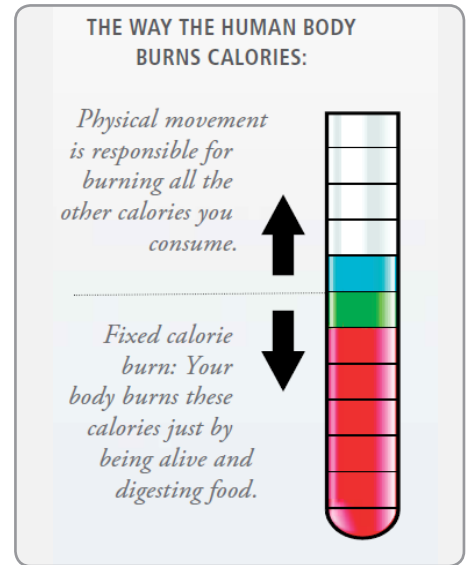 THE WAY THE HUMAN BODY
BURNS CALORIES:
Physical movement
is responsible for
burning all the
other calories you
consume.
Fixed calorie
burn: Your
body burns these
calories just by
being alive and
digesting food.